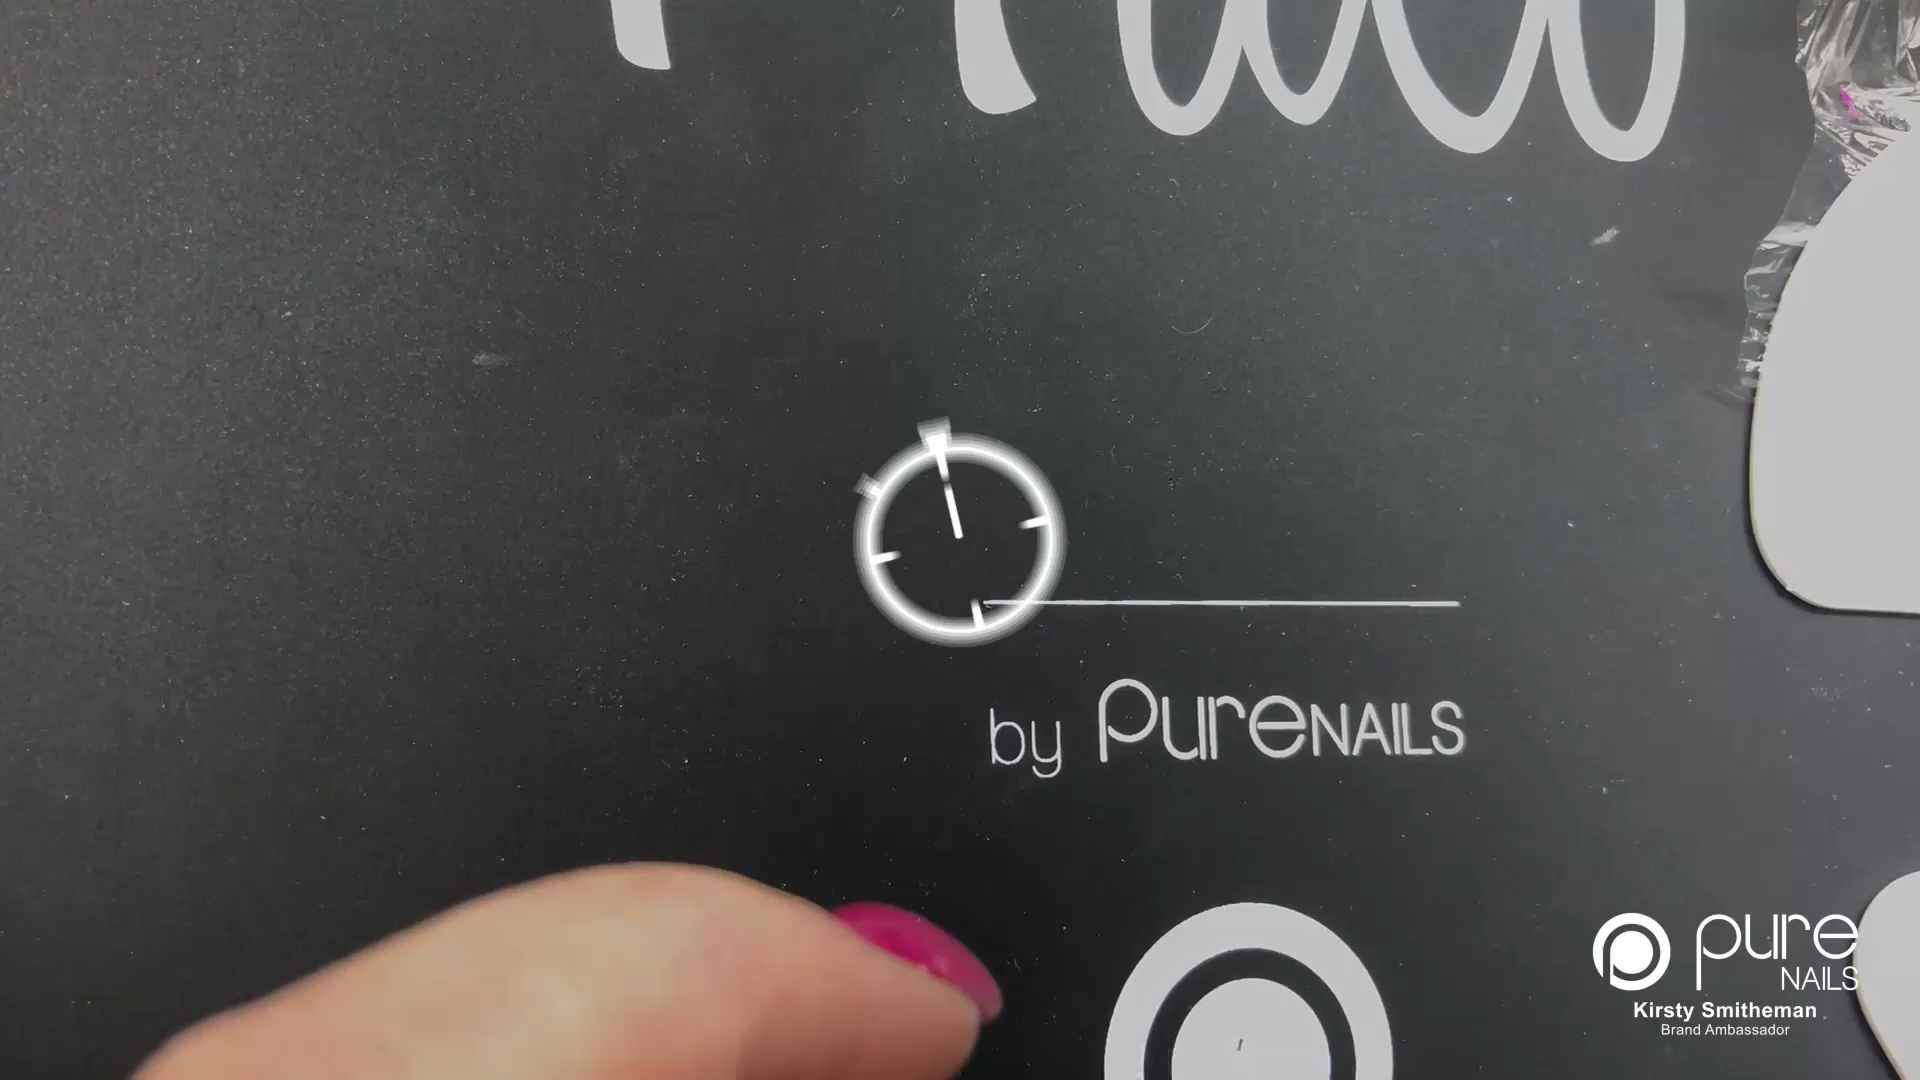 by Purenails
pure
NAILS
Kirsty Smitheman
Brand Ambassador